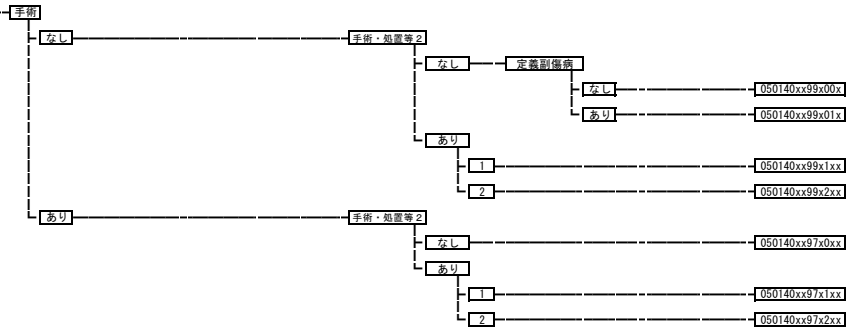 手術
なし 手術・処置等2
なし 定義副傷病
なし 050140xx99x00x
あり 050140xx99x01x
あり
1 050140xx99x1xx
2 050140xx99x2xx
あり 手術・処置等2
なし 050140xx97x0xx
あり
1 050140xx97x1xx
2 050140xx97x2xx